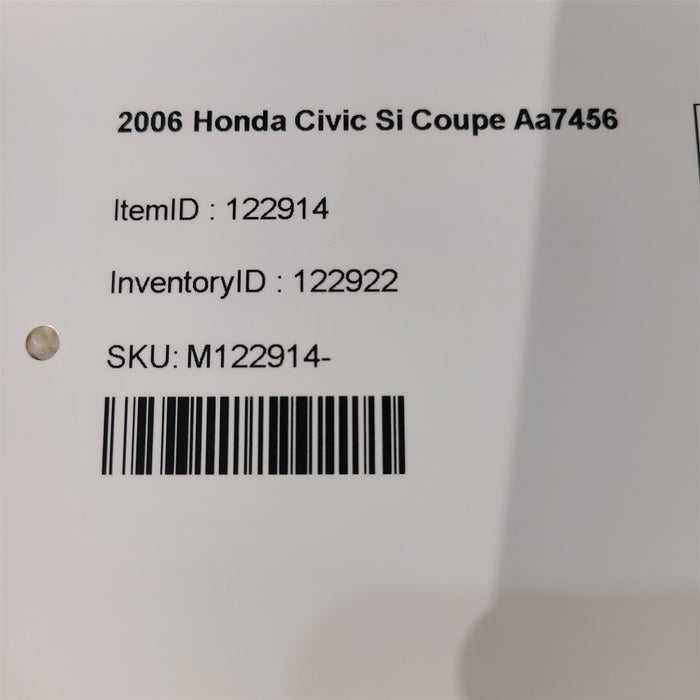 2006 Honda Civic Si Coupe Aa7456
ItemID : 122914
InventoryID : 122922
SKU: M122914-